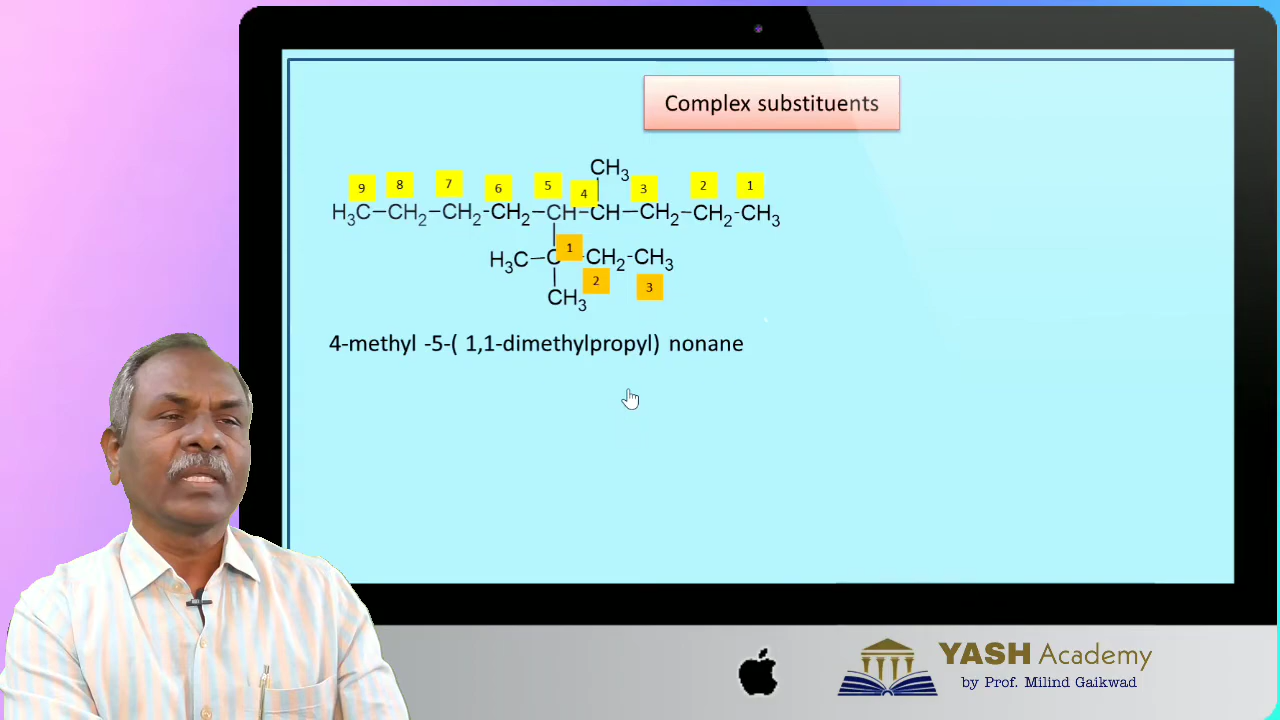 Complex substituents
CH3
9 8 7 6 5 4 3 2 1
H3C-CH2-CH2-CH2-CH-CH-CH2-CH2-CH3
1
H3C-C-CH2-CH3
2 3
CH3
4-methyl -5-( 1,1-dimethylpropyl) nonane
YASH Academy
by Prof. Milind Gaikwad